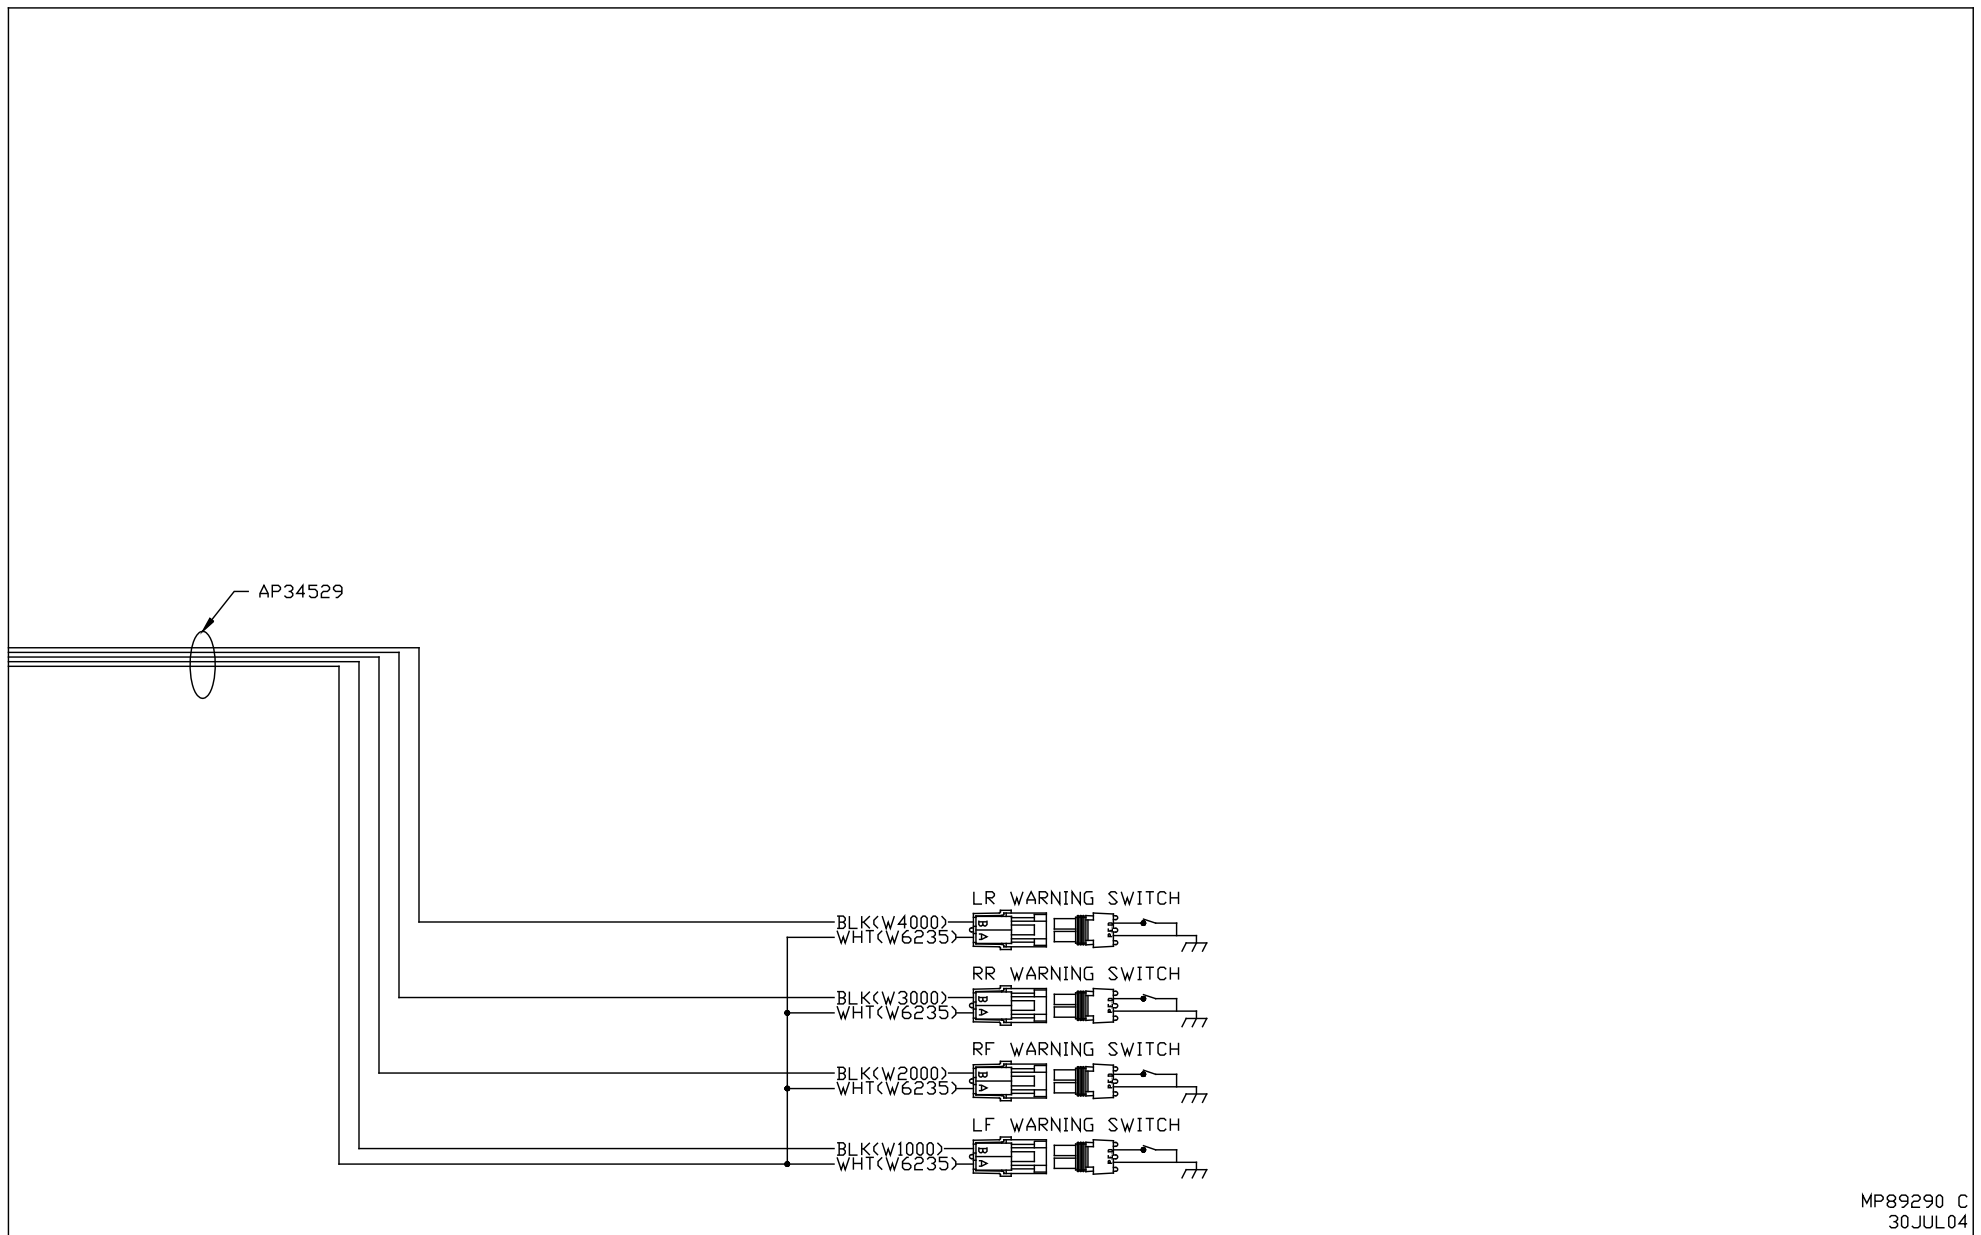 AP34529
LR WARNING SWITCH
BLK(W4000)
WHT(W6235)
B
A
RR WARNING SWITCH
BLK(W3000)
WHT(W6235)
B
A
RF WARNING SWITCH
BLK(W2000)
WHT(W6235)
B
A
LF WARNING SWITCH
BLK(W1000)
WHT(W6235)
B
A
MP89290 C
30JUL04